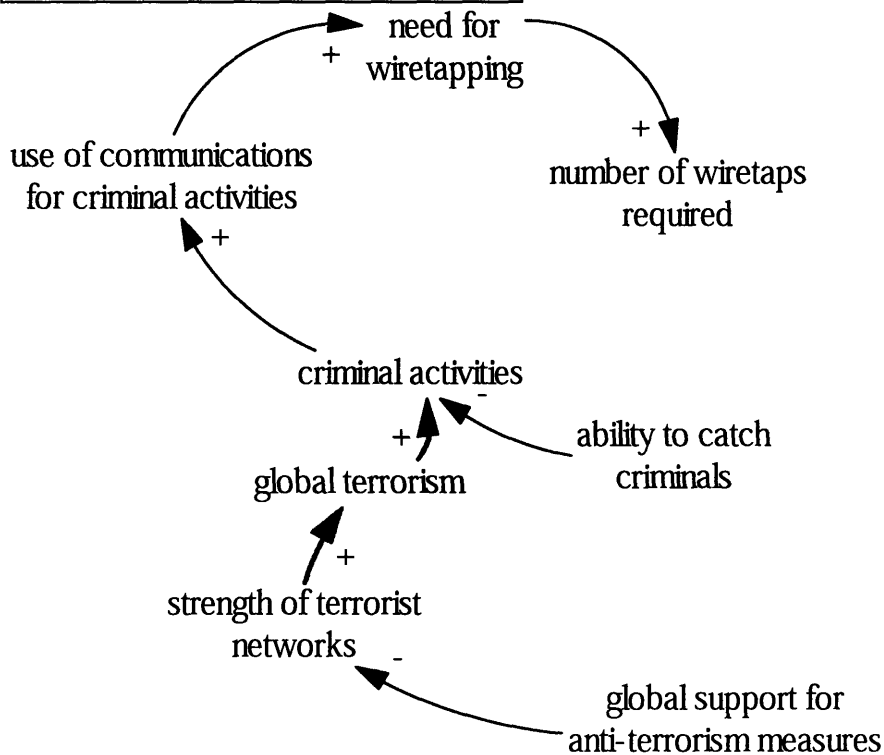 need for
wiretapping
+
+
use of communications
for criminal activities
number of wiretaps
required
+
criminal activities
-
+
ability to catch
criminals
global terrorism
+
strength of terrorist
networks
-
global support for
anti-terrorism measures